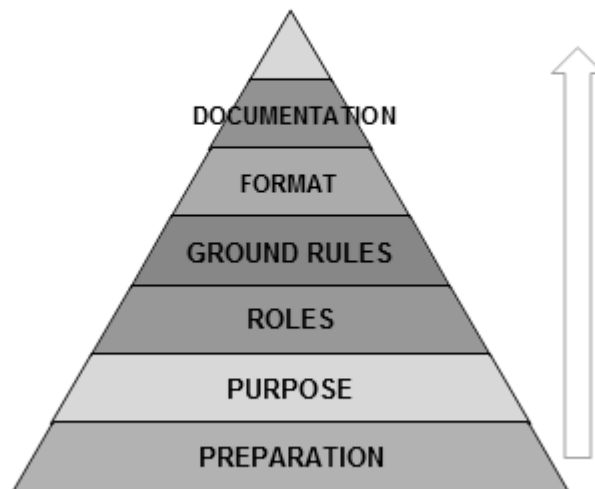 DOCUMENTATION
FORMAT
GROUND RULES
ROLES
PURPOSE
PREPARATION